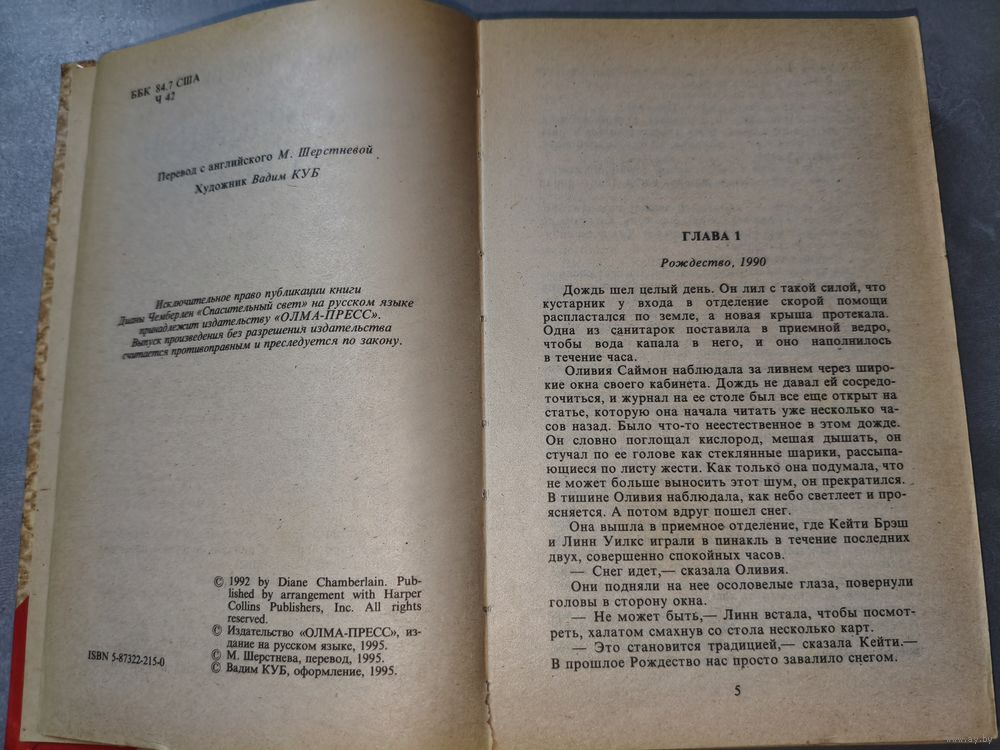 ББК 84.7 США
Ч 42
Перевод с английского М. Шерстневой
Художник Вадим КУБ
Исключительное право публикации книги
Дианы Чемберлен «Спасительный свет» на русском языке
принадлежит издательству «ОЛМА-ПРЕСС».
Выпуск произведения без разрешения издательства
считается противоправным и преследуется по закону.
© 1992 by Diane Chamberlain. Pub-
lished by arrangement with Harper
Collins Publishers, Inc. All rights
reserved.
© Издательство «ОЛМА-ПРЕСС», из-
дание на русском языке, 1995.
© М. Шерстнева, перевод, 1995.
© Вадим КУБ, оформление, 1995.
ISBN 5-87322-215-0
ГЛАВА 1
Рождество, 1990
Дождь шел целый день. Он лил с такой силой, что
кустарник у входа в отделение скорой помощи
распластался по земле, а новая крыша протекала.
Одна из санитарок поставила в приемной ведро,
чтобы вода капала в него, и оно наполнилось
в течение часа.
Оливия Саймон наблюдала за ливнем через широ-
кие окна своего кабинета. Дождь не давал ей сосредо-
точиться, и журнал на ее столе был все еще открыт на
статье, которую она начала читать уже несколько ча-
сов назад. Было что-то неестественное в этом дожде.
Он словно поглощал кислород, мешая дышать, он
стучал по ее голове как стеклянные шарики, рассыпа-
ющиеся по листу жести. Как только она подумала, что
не может больше выносить этот шум, он прекратился.
В тишине Оливия наблюдала, как небо светлеет и про-
ясняется. А потом вдруг пошел снег.
Она вышла в приемное отделение, где Кейти Брэш
и Линн Уилкс играли в пинакль в течение последних
двух, совершенно спокойных часов.
— Снег идет,— сказала Оливия.
Они подняли на нее осоловелые глаза, повернули
головы в сторону окна.
— Не может быть,— Линн встала, чтобы посмот-
реть, халатом смахнув со стола несколько карт.
— Это становится традицией,— сказала Кейти.—
В прошлое Рождество нас просто завалило снегом.
5
www.ay.by